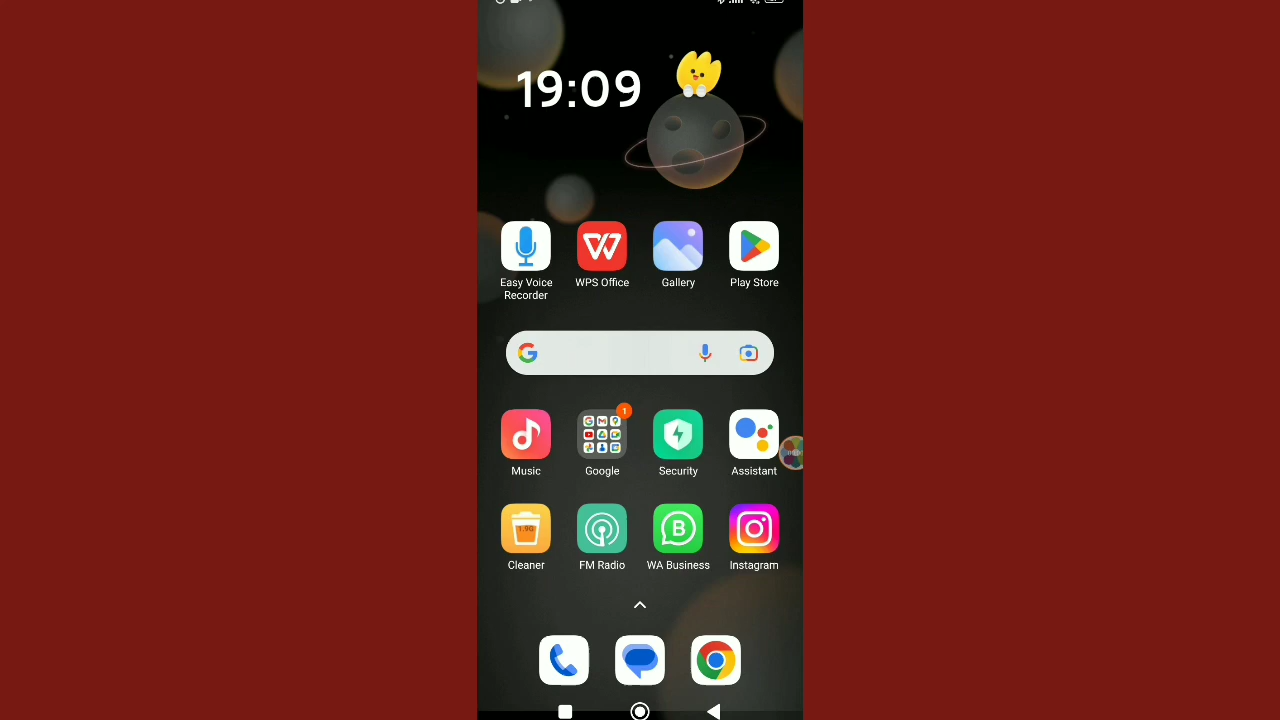 19:09
Easy Voice
Recorder
WPS Office
Gallery
Play Store
1
Music
Google
Security
Assistant
Cleaner
FM Radio
B
WA Business
Instagram